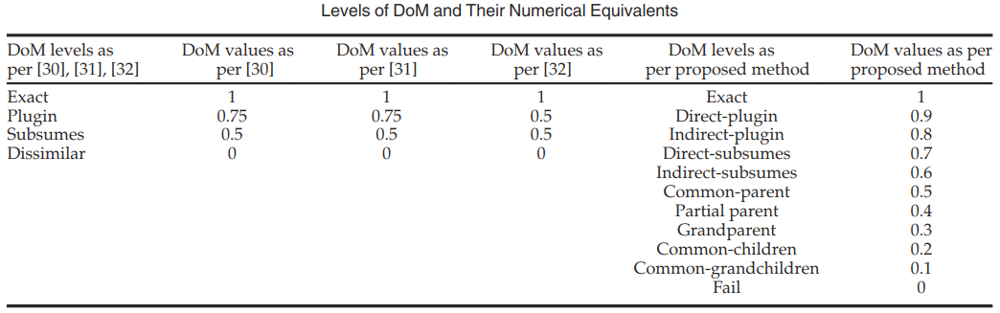 Levels of DoM and Their Numerical Equivalents
DoM levels as per [30], [31], [32] DoM values as per [30] DoM values as per [31] DoM values as per [32] DoM levels as per proposed method DoM values as per proposed method
Exact 1 1 1 Exact 1
Plugin 0.75 0.75 0.5 Direct-plugin 0.9
Subsumes 0.5 0.5 0.5 Indirect-plugin 0.8
Dissimilar 0 0 0 Direct-subsumes 0.7
Indirect-subsumes 0.6
Common-parent 0.5
Partial parent 0.4
Grandparent 0.3
Common-children 0.2
Common-grandchildren 0.1
Fail 0